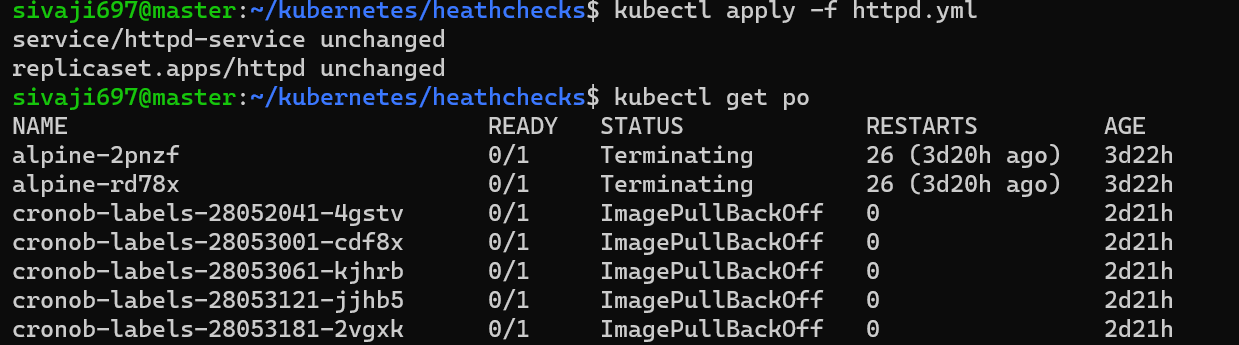 sivaji697@master:~/kubernetes/heathchecks$ kubectl apply -f httpd.yml
service/httpd-service unchanged
replicaset.apps/httpd unchanged
sivaji697@master:~/kubernetes/heathchecks$ kubectl get po
NAME READY STATUS RESTARTS AGE
alpine-2pnzf 0/1 Terminating 26 (3d20h ago) 3d22h
alpine-rd78x 0/1 Terminating 26 (3d20h ago) 3d22h
cronob-labels-28052041-4gstv 0/1 ImagePullBackOff 0 2d21h
cronob-labels-28053001-cdf8x 0/1 ImagePullBackOff 0 2d21h
cronob-labels-28053061-kjhrb 0/1 ImagePullBackOff 0 2d21h
cronob-labels-28053121-jjhb5 0/1 ImagePullBackOff 0 2d21h
cronob-labels-28053181-2vgxk 0/1 ImagePullBackOff 0 2d21h